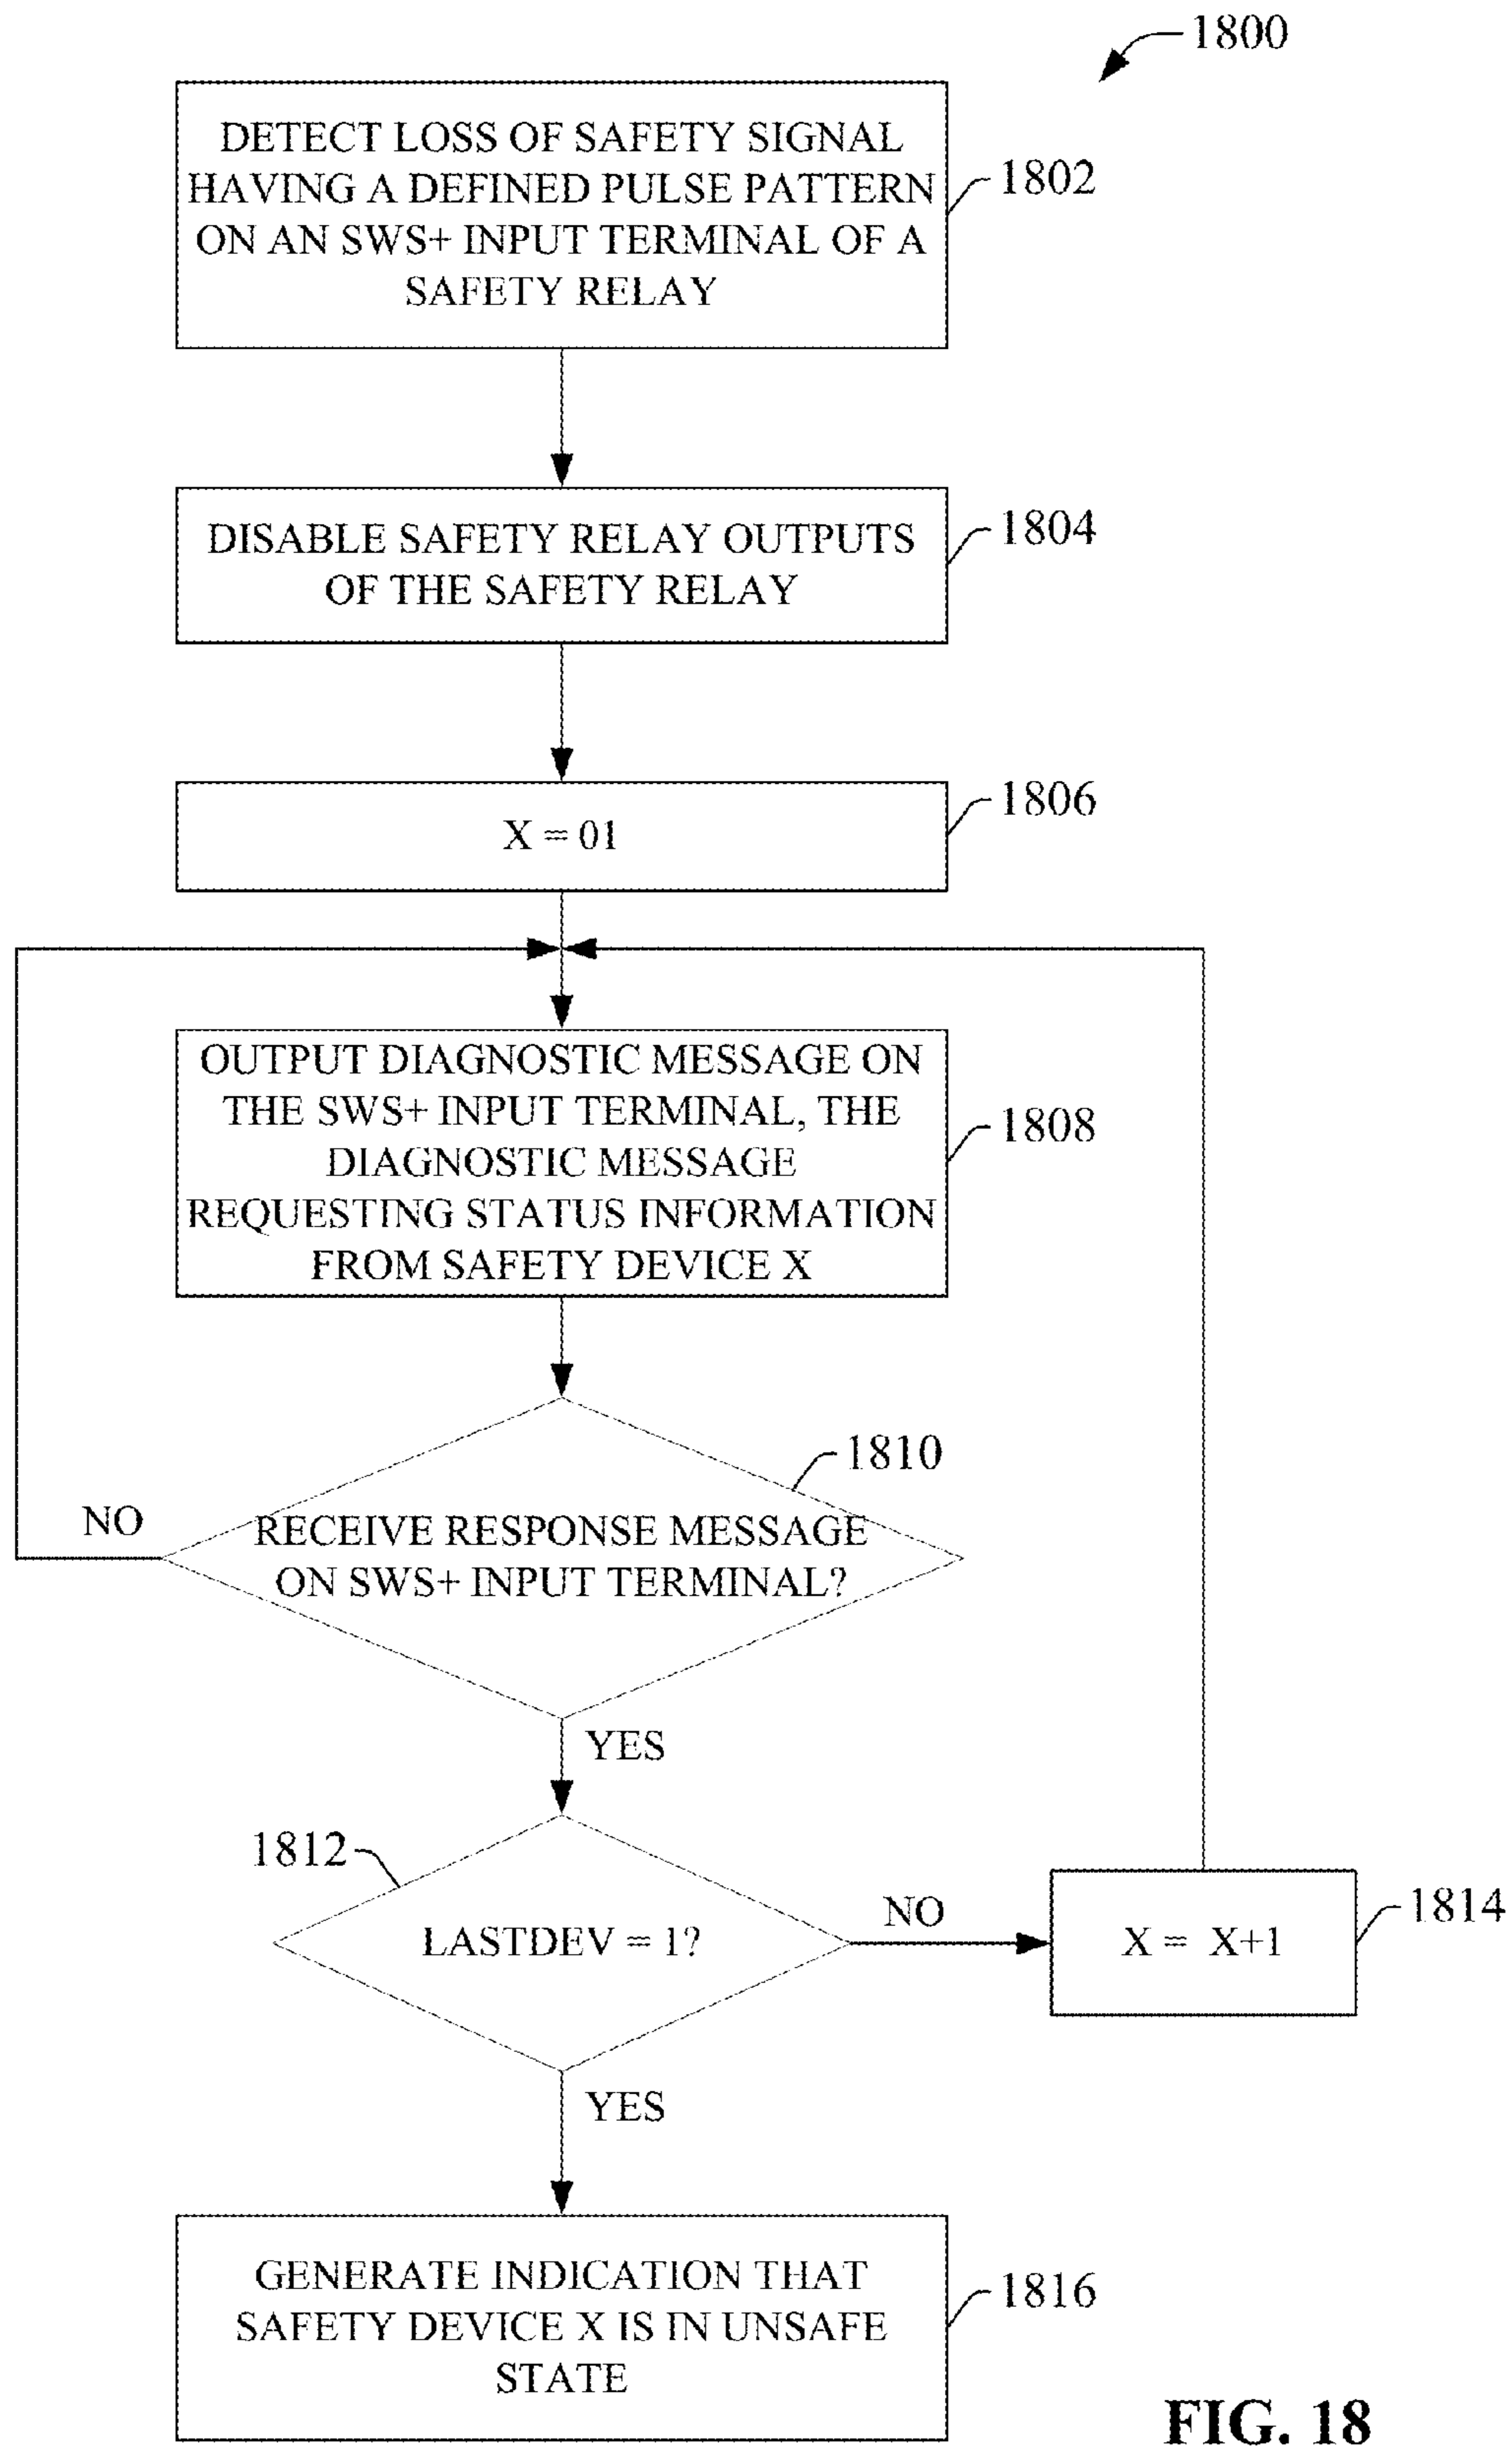 1800
DETECT LOSS OF SAFETY SIGNAL
HAVING A DEFINED PULSE PATTERN
ON AN SWS+ INPUT TERMINAL OF A
SAFETY RELAY
1802
DISABLE SAFETY RELAY OUTPUTS
OF THE SAFETY RELAY
1804
X = 01
1806
OUTPUT DIAGNOSTIC MESSAGE ON
THE SWS+ INPUT TERMINAL, THE
DIAGNOSTIC MESSAGE
REQUESTING STATUS INFORMATION
FROM SAFETY DEVICE X
1808
1810
NO
RECEIVE RESPONSE MESSAGE
ON SWS+ INPUT TERMINAL?
YES
1812
LASTDEV = 1?
NO
X = X+1
1814
YES
GENERATE INDICATION THAT
SAFETY DEVICE X IS IN UNSAFE
STATE
1816
FIG. 18